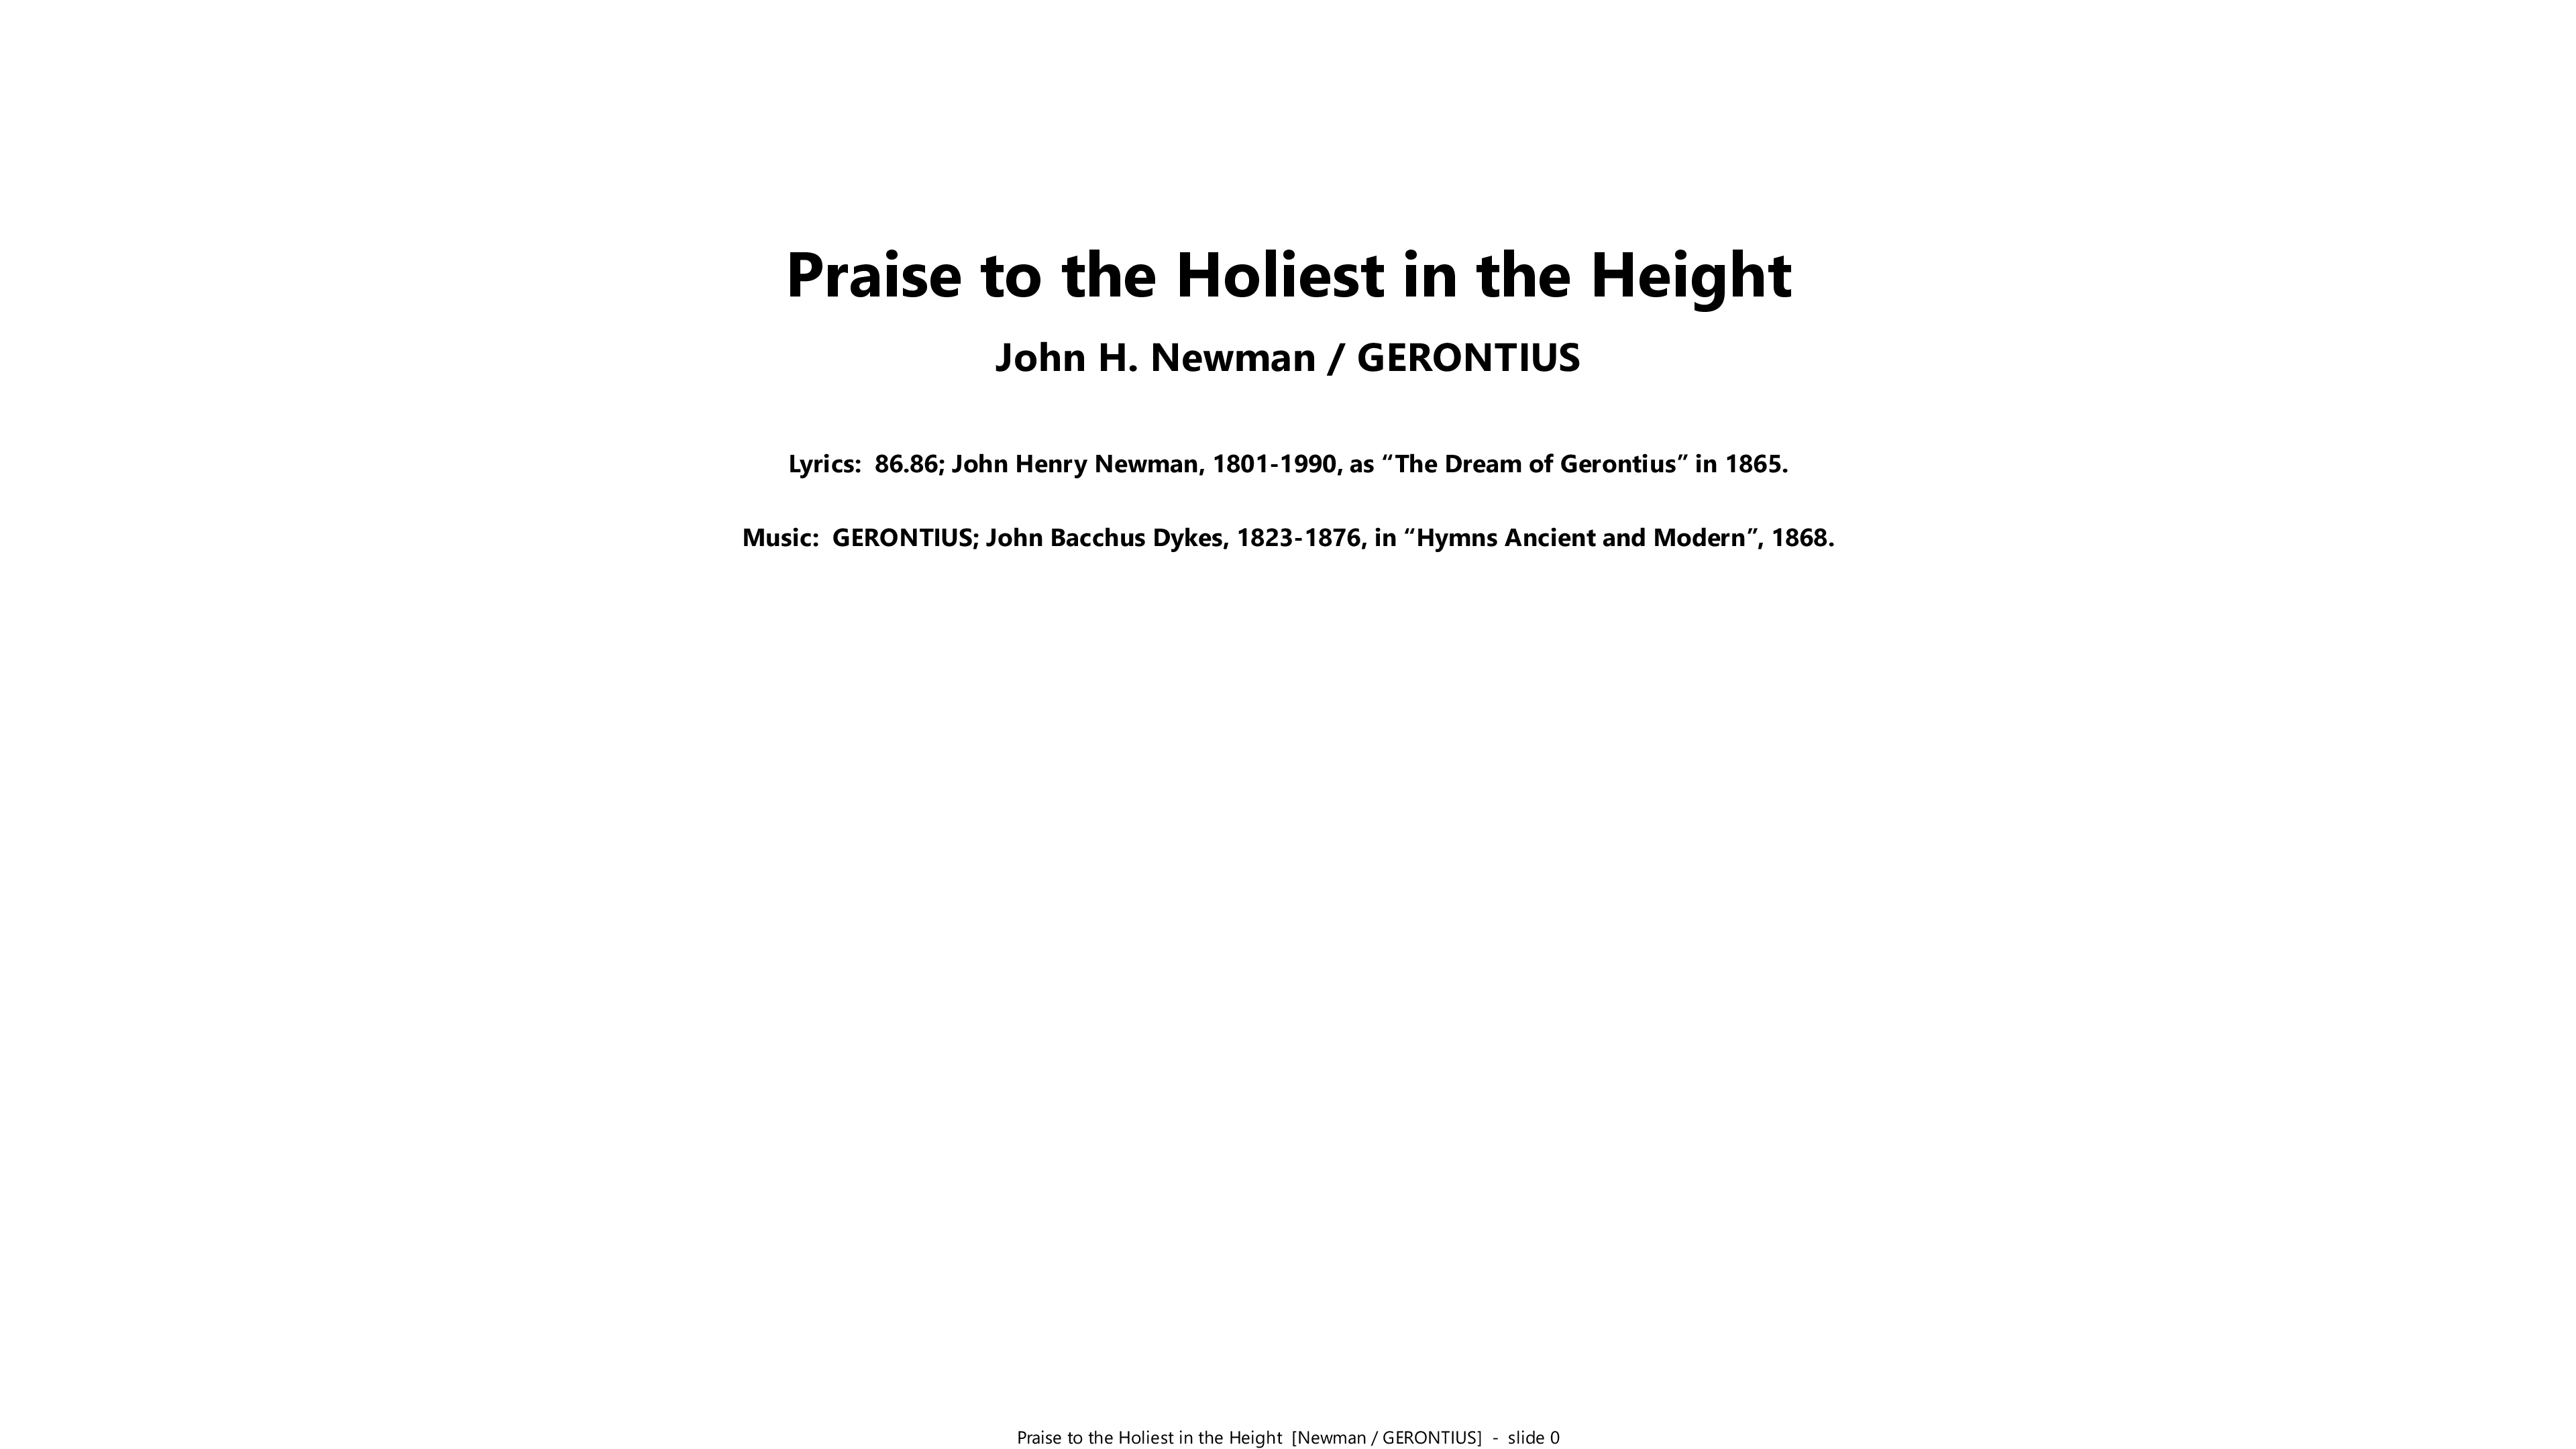 Praise to the Holiest in the Height
John H. Newman / GERONTIUS
Lyrics:  86.86; John Henry Newman, 1801-1990, as “The Dream of Gerontius” in 1865.
Music:  GERONTIUS; John Bacchus Dykes, 1823-1876, in “Hymns Ancient and Modern”, 1868.
Praise to the Holiest in the Height  [Newman / GERONTIUS]  -  slide 0